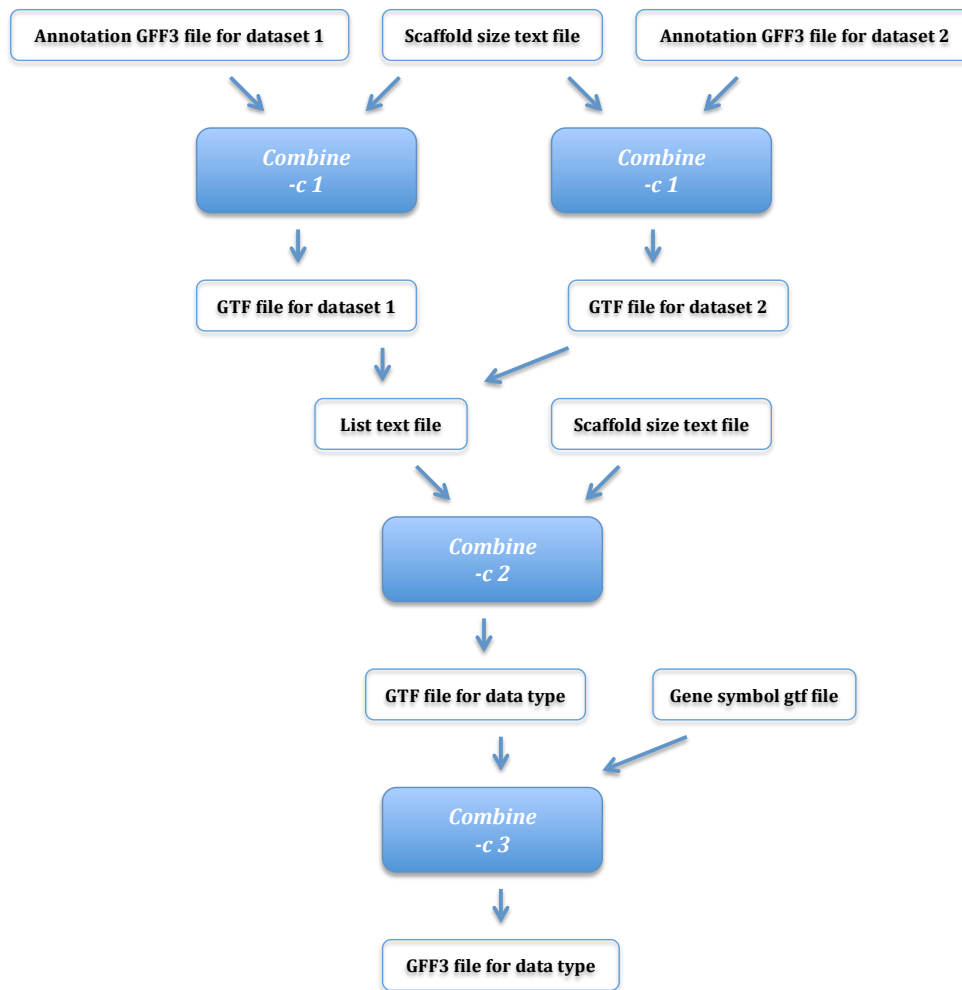 Annotation GFF3 file for dataset 1
Scaffold size text file
Annotation GFF3 file for dataset 2
Combine
-c 1
Combine
-c 1
GTF file for dataset 1
GTF file for dataset 2
List text file
Scaffold size text file
Combine
-c 2
GTF file for data type
Gene symbol gtf file
Combine
-c 3
GFF3 file for data type